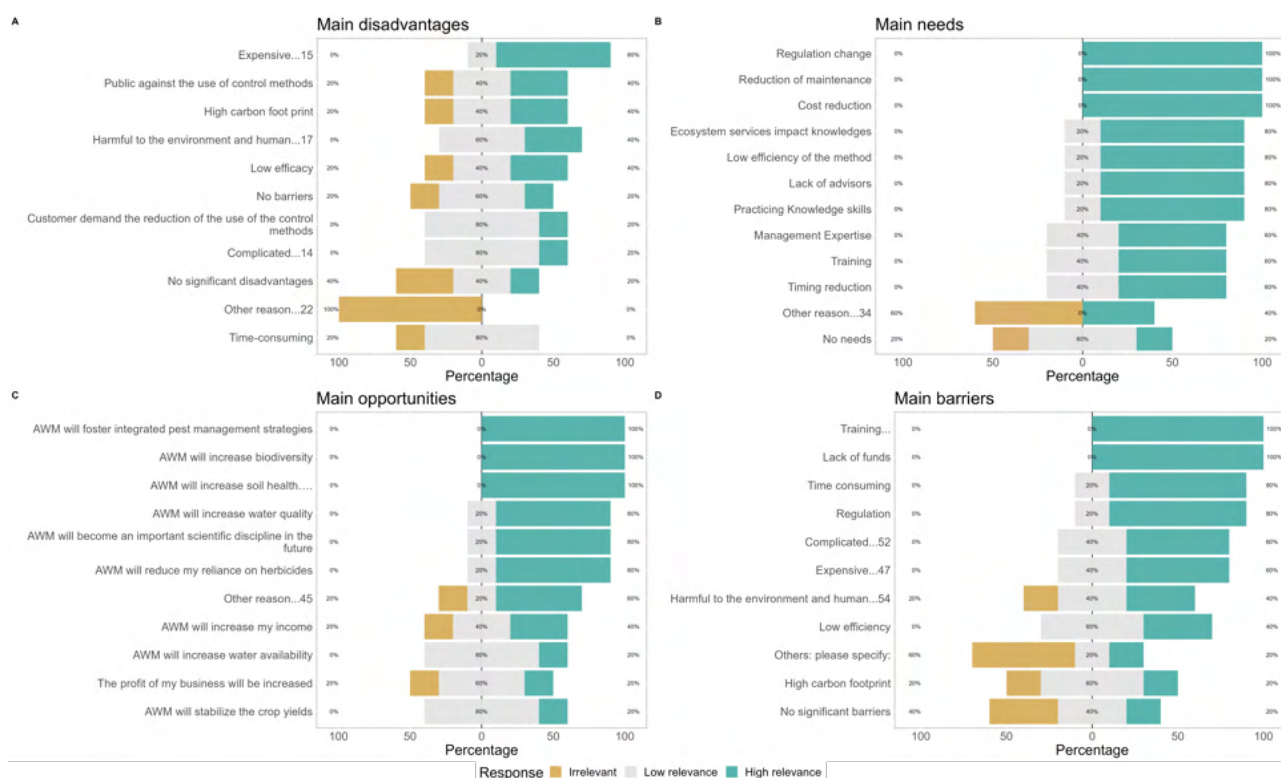 A
Main disadvantages
Expensive...15 0% 20% 80%
Public against the use of control methods 20% 40% 40%
High carbon foot print 20% 40% 40%
Harmful to the environment and human...17 0% 60% 40%
Low efficacy 20% 40% 40%
No barriers 20% 60% 20%
Customer demand the reduction of the use of the control
methods 0% 80% 20%
Complicated...14 0% 80% 20%
No significant disadvantages 40% 40% 20%
Other reason...22 100% 0% 0%
Time-consuming 20% 80% 0%
100 50 0 50 100
Percentage
B
Main needs
Regulation change 0% 0% 100%
Reduction of maintenance 0% 0% 100%
Cost reduction 0% 0% 100%
Ecosystem services impact knowledges 0% 20% 80%
Low efficiency of the method 0% 20% 80%
Lack of advisors 0% 20% 80%
Practicing Knowledge skills 0% 20% 80%
Management Expertise 0% 40% 60%
Training 0% 40% 60%
Timing reduction 0% 40% 60%
Other reason...34 60% 0% 40%
No needs 20% 60% 20%
100 50 0 50 100
Percentage
C
Main opportunities
AWM will foster integrated pest management strategies 0% 0% 100%
AWM will increase biodiversity 0% 0% 100%
AWM will increase soil health.... 0% 0% 100%
AWM will increase water quality 0% 20% 80%
AWM will become an important scientific discipline in the
future 0% 20% 80%
AWM will reduce my reliance on herbicides 0% 20% 80%
Other reason...45 20% 20% 60%
AWM will increase my income 20% 40% 40%
AWM will increase water availability 0% 80% 20%
The profit of my business will be increased 20% 60% 20%
AWM will stabilize the crop yields 0% 80% 20%
100 50 0 50 100
Percentage
D
Main barriers
Training... 0% 0% 100%
Lack of funds 0% 0% 100%
Time consuming 0% 20% 80%
Regulation 0% 20% 80%
Complicated...52 0% 40% 60%
Expensive...47 0% 40% 60%
Harmful to the environment and human...54 20% 40% 40%
Low efficiency 0% 60% 40%
Others: please specify: 60% 20% 20%
High carbon footprint 20% 60% 20%
No significant barriers 40% 40% 20%
100 50 0 50 100
Percentage
Response Irrelevant Low relevance High relevance